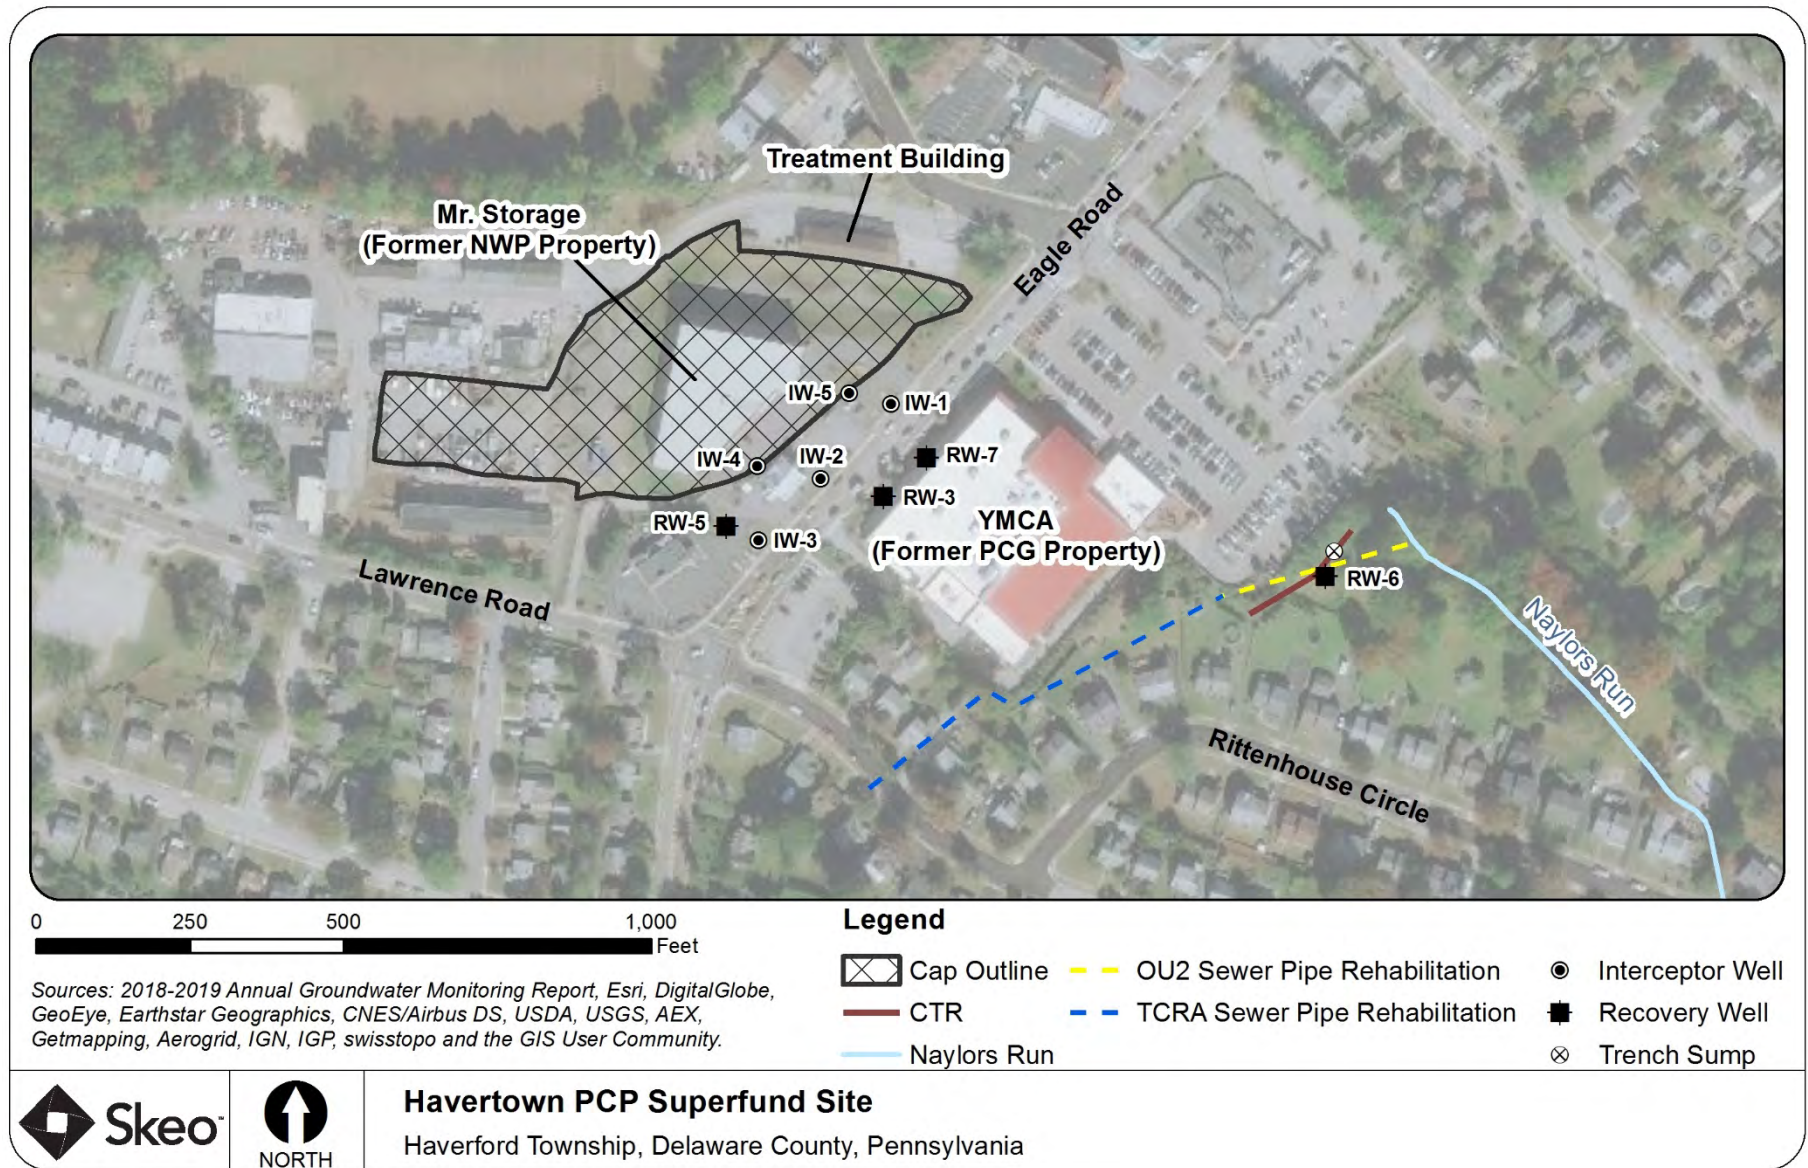 Treatment Building
Mr. Storage
(Former NWP Property)
Eagle Road
IW-5
IW-1
IW-4
IW-2
RW-7
RW-3
RW-5
IW-3
YMCA
(Former PCG Property)
RW-6
Lawrence Road
Naylors Run
Rittenhouse Circle
0 250 500 1,000
Feet
Sources: 2018-2019 Annual Groundwater Monitoring Report, Esri, DigitalGlobe,
GeoEye, Earthstar Geographics, CNES/Airbus DS, USDA, USGS, AEX,
Getmapping, Aerogrid, IGN, IGP, swisstopo and the GIS User Community.
Legend
Cap Outline
CTR
Naylors Run
OU2 Sewer Pipe Rehabilitation
TCRA Sewer Pipe Rehabilitation
Interceptor Well
Recovery Well
Trench Sump
Skeo™
NORTH
Havertown PCP Superfund Site
Haverford Township, Delaware County, Pennsylvania